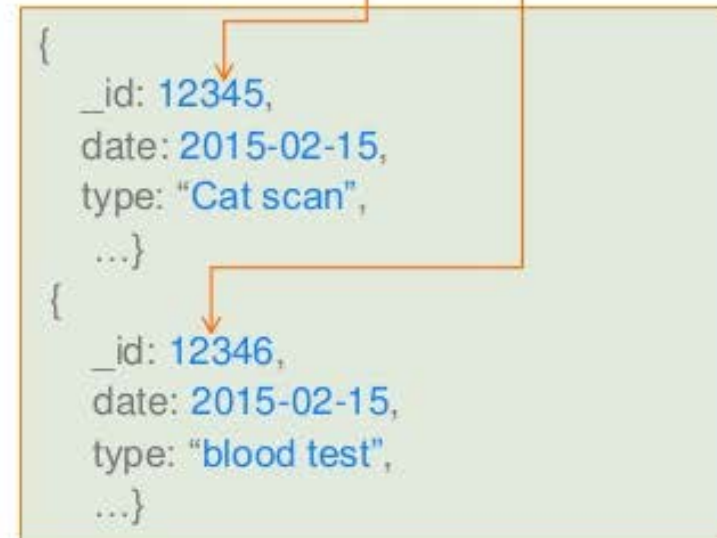 {
_id: 12345,
date: 2015-02-15,
type: “Cat scan”,
...}
{
_id: 12346,
date: 2015-02-15,
type: “blood test”,
...}